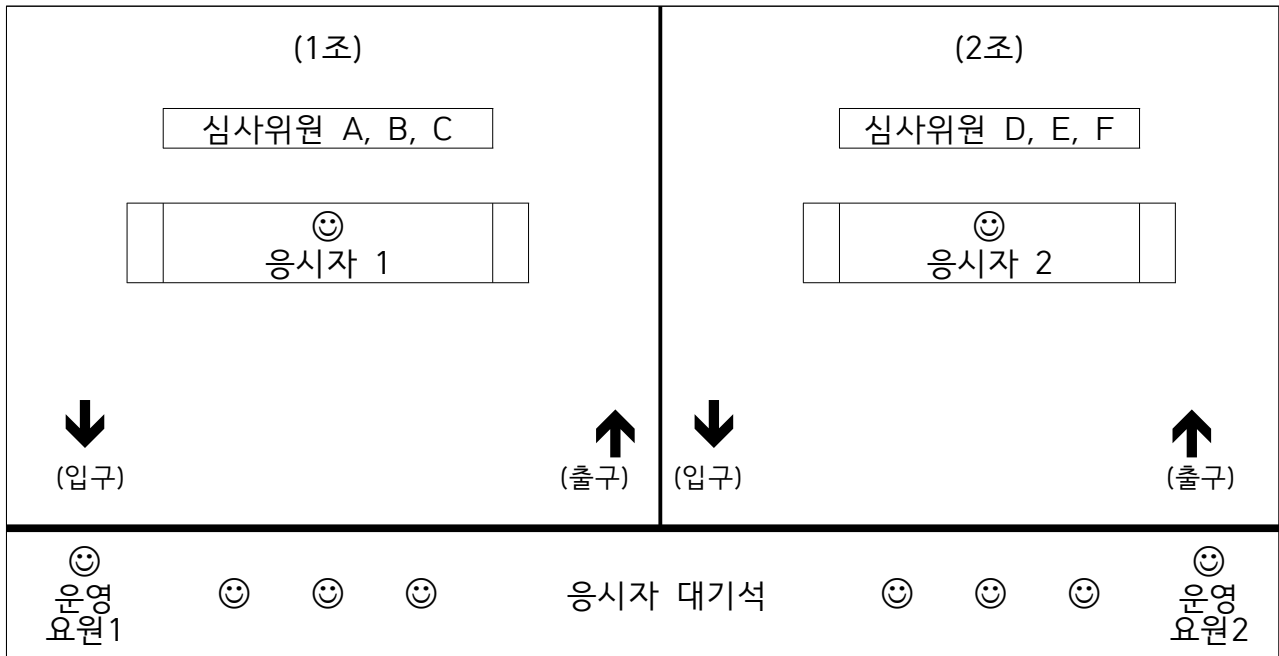 (1조) (2조)
심사위원 A, B, C 심사위원 D, E, F
응시자 1 응시자 2
(입구) (출구) (입구) (출구)
운영
요원1
응시자 대기석
운영
요원2